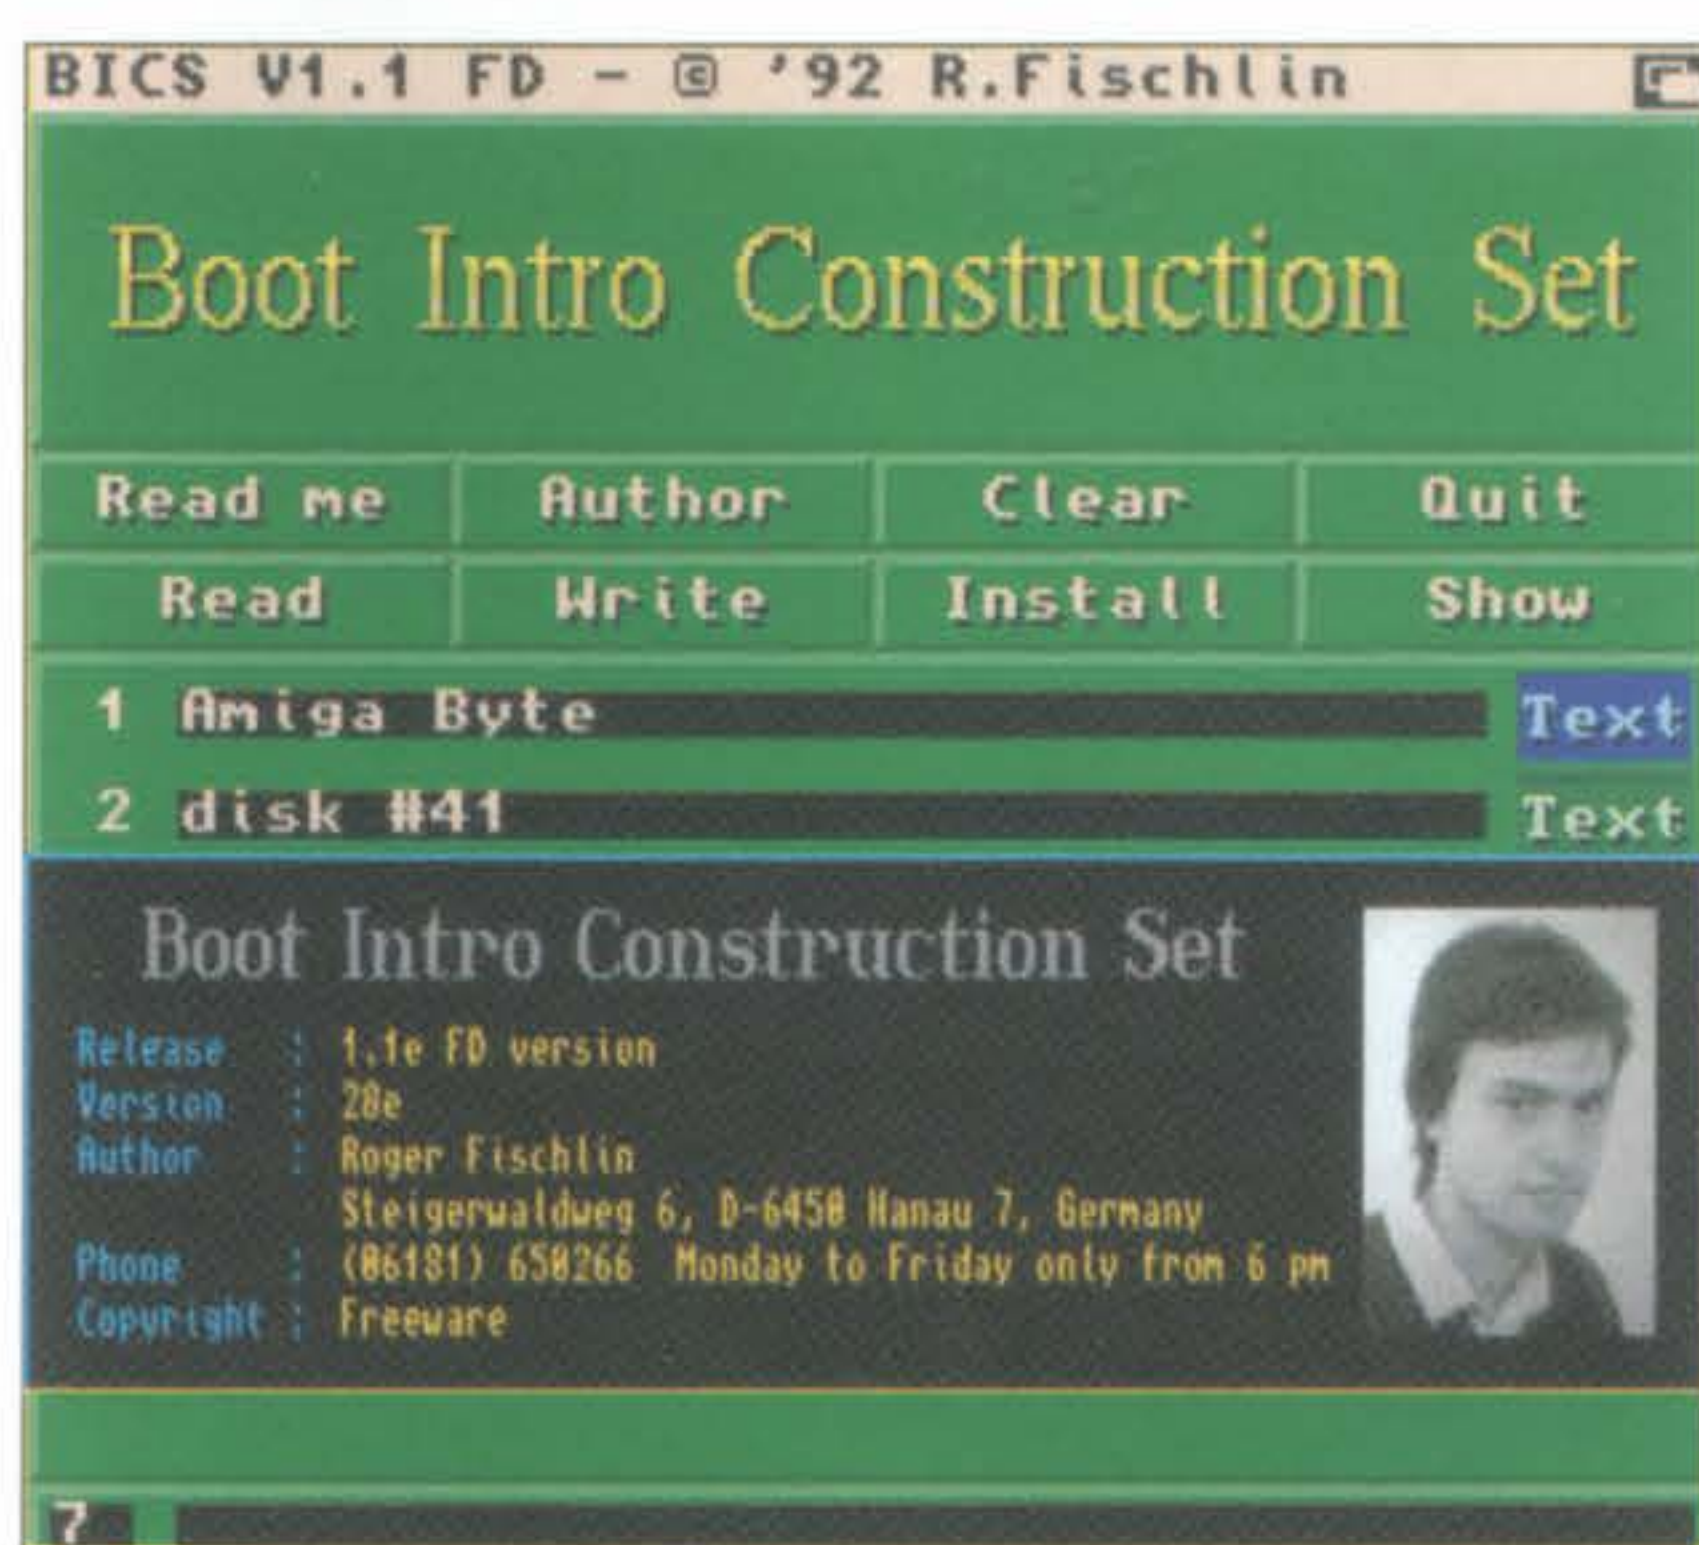 BICS V1.1 FD - © '92 R.Fischlin
Boot Intro Construction Set
Read me Author Clear Quit
Read Write Install Show
1 Amiga Byte Text
2 disk #41 Text
Boot Intro Construction Set
Release : 1.1e FD version
Version : 20e
Author : Roger Fischlin
Steigerwaldweg 6, D-6450 Hanau 7, Germany
Phone : (06181) 650266 Monday to Friday only from 6 pm
Copyright : Freeware
7